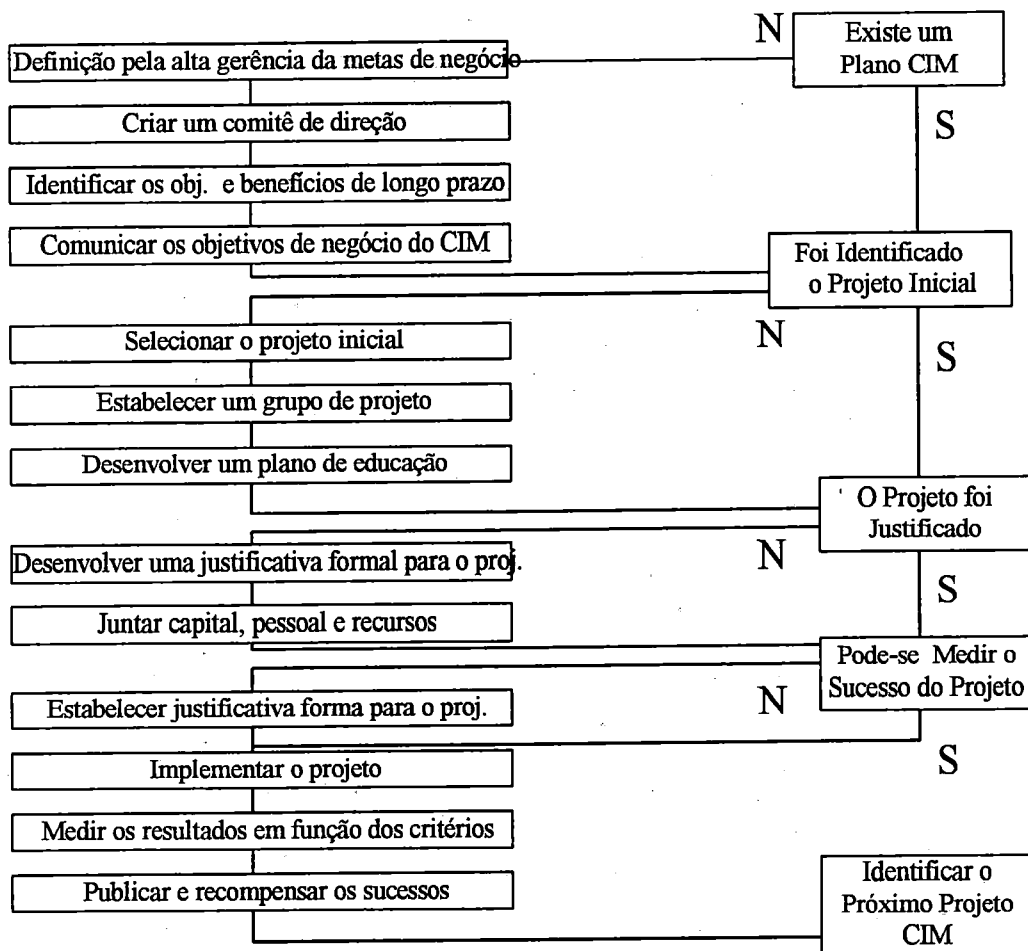 N
Existe um
Plano CIM
Definição pela alta gerência da metas de negócio
S
Criar um comitê de direção
Identificar os obj. e benefícios de longo prazo
Comunicar os objetivos de negócio do CIM
Foi Identificado
o Projeto Inicial
N
S
Selecionar o projeto inicial
Estabelecer um grupo de projeto
Desenvolver um plano de educação
O Projeto foi
Justificado
Desenvolver uma justificativa formal para o proj.
N
S
Juntar capital, pessoal e recursos
Pode-se Medir o
Sucesso do Projeto
Estabelecer justificativa forma para o proj.
N
S
Implementar o projeto
Medir os resultados em função dos critérios
Publicar e recompensar os sucessos
Identificar o
Próximo Projeto
CIM